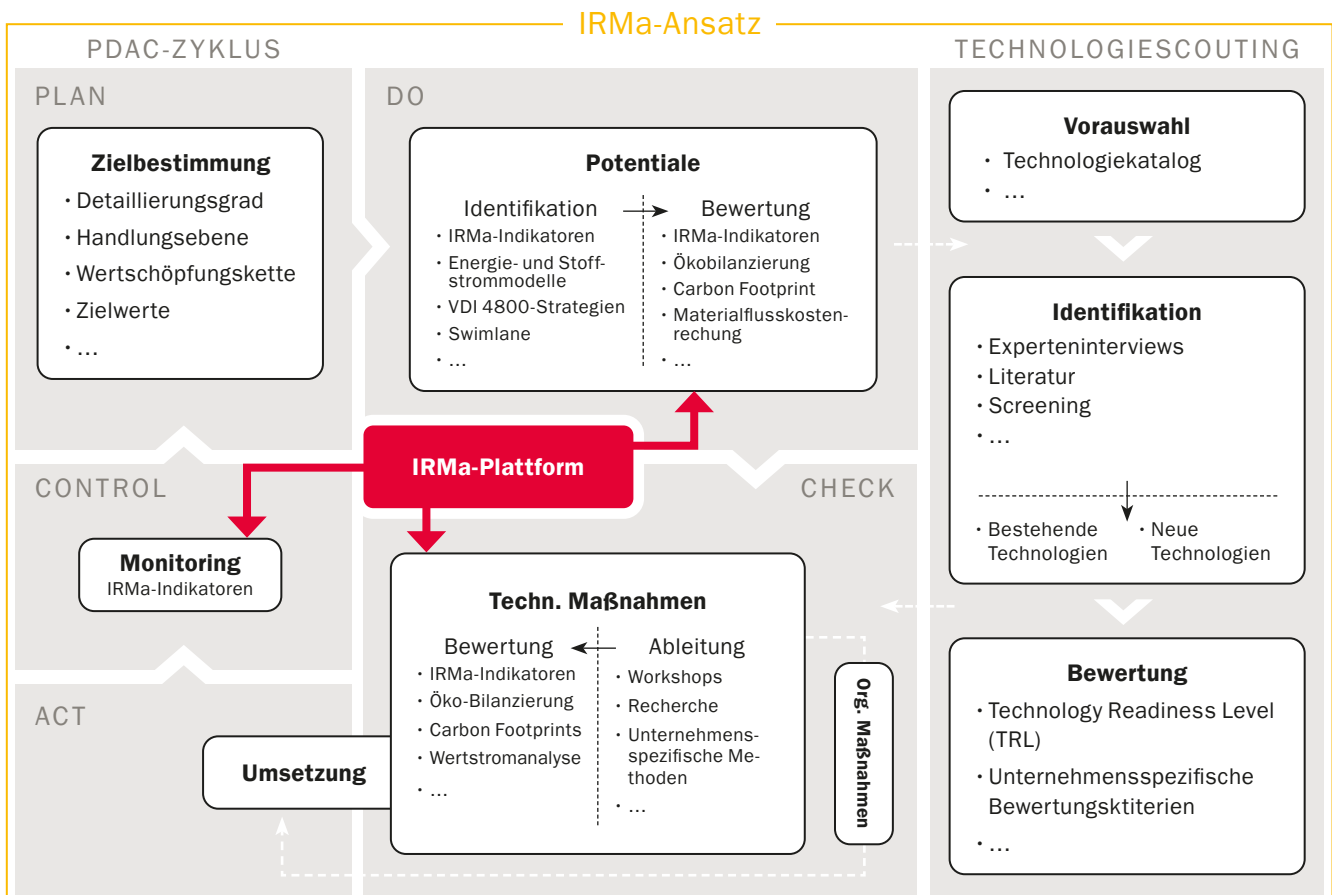 IRMa-Ansatz
PDAC-ZYKLUS
TECHNOLOGIESCOUTING
PLAN
Zielbestimmung
· Detaillierungsgrad
· Handlungsebene
· Wertschöpfungskette
· Zielwerte
· ...
DO
Potentiale
Identifikation
· IRMa-Indikatoren
· Energie- und Stoff-
strommodelle
· VDI 4800-Strategien
· Swimlane
· ...
Bewertung
· IRMa-Indikatoren
· Ökobilanzierung
· Carbon Footprint
· Materialflusskosten-
rechung
· ...
IRMa-Plattform
CONTROL
Monitoring
IRMa-Indikatoren
CHECK
Techn. Maßnahmen
Bewertung
· IRMa-Indikatoren
· Öko-Bilanzierung
· Carbon Footprints
· Wertstromanalyse
· ...
Ableitung
· Workshops
· Recherche
· Unternehmens-
spezifische Me-
thoden
· ...
Org. Maßnahmen
ACT
Umsetzung
Vorauswahl
· Technologiekatalog
· ...
Identifikation
· Experteninterviews
· Literatur
· Screening
· ...
· Bestehende
Technologien
· Neue
Technologien
Bewertung
· Technology Readiness Level
(TRL)
· Unternehmensspezifische
Bewertungsktiterien
· ...